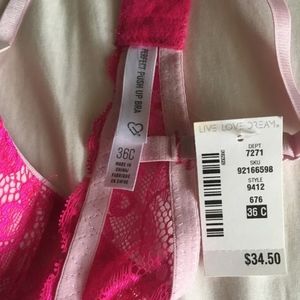 PERFECT PUSH UP BRA
36C
MADE IN
CHINA/
FABRIQUE
EN CHINE
LIVE LOVE DREAM
DEPT
7271
SKU
92166598
STYLE
9412
676
36 C
$34.50